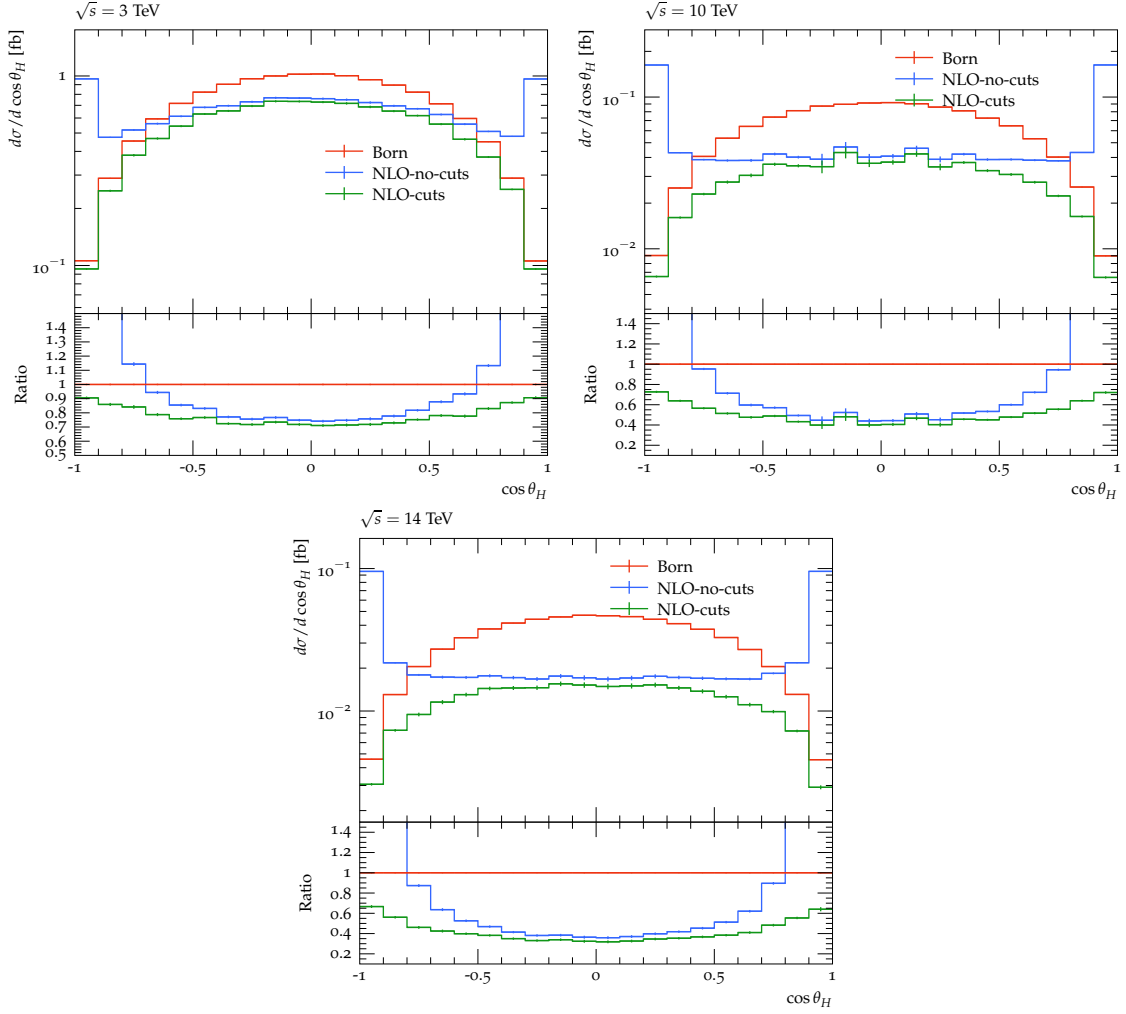 √s = 3 TeV
dσ/d cos θ_H [fb]
1
10⁻¹
Born
NLO-no-cuts
NLO-cuts
Ratio
1.4
1.3
1.2
1.1
1
0.9
0.8
0.7
0.6
0.5
-1 -0.5 0 0.5 1
cos θ_H
√s = 10 TeV
dσ/d cos θ_H [fb]
10⁻¹
10⁻²
Born
NLO-no-cuts
NLO-cuts
Ratio
1.4
1.2
1
0.8
0.6
0.4
0.2
-1 -0.5 0 0.5 1
cos θ_H
√s = 14 TeV
dσ/d cos θ_H [fb]
10⁻¹
10⁻²
Born
NLO-no-cuts
NLO-cuts
Ratio
1.4
1.2
1
0.8
0.6
0.4
0.2
-1 -0.5 0 0.5 1
cos θ_H